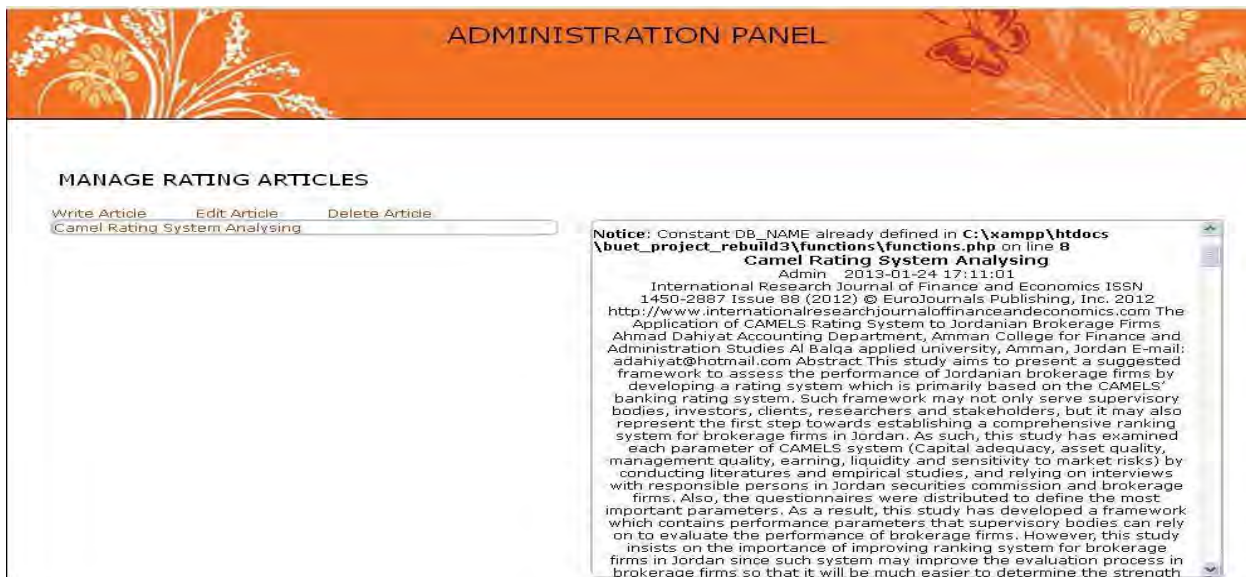 ADMINISTRATION PANEL
MANAGE RATING ARTICLES
Write Article Edit Article Delete Article
Camel Rating System Analysing
Notice: Constant DB_NAME already defined in C:\xampp\htdocs
\buet_project_rebuild3\functions\functions.php on line 8
Camel Rating System Analysing
Admin 2013-01-24 17:11:01
International Research Journal of Finance and Economics ISSN
1450-2887 Issue 88 (2012) © EuroJournals Publishing, Inc. 2012
http://www.internationalresearchjournaloffinanceandeconomics.com The
Application of CAMELS Rating System to Jordanian Brokerage Firms
Ahmad Dahiyat Accounting Department, Amman College for Finance and
Administration Studies Al Balqa applied university, Amman, Jordan E-mail:
adahiyat@hotmail.com Abstract This study aims to present a suggested
framework to assess the performance of Jordanian brokerage firms by
developing a rating system which is primarily based on the CAMELS'
banking rating system. Such framework may not only serve supervisory
bodies, investors, clients, researchers and stakeholders, but it may also
represent the first step towards establishing a comprehensive ranking
system for brokerage firms in Jordan. As such, this study has examined
each parameter of CAMELS system (Capital adequacy, asset quality,
management quality, earning, liquidity and sensitivity to market risks) by
conducting literatures and empirical studies, and relying on interviews
with responsible persons in Jordan securities commission and brokerage
firms. Also, the questionnaires were distributed to define the most
important parameters. As a result, this study has developed a framework
which contains performance parameters that supervisory bodies can rely
on to evaluate the performance of brokerage firms. However, this study
insists on the importance of improving ranking system for brokerage
firms in Jordan since such system may improve the evaluation process in
brokerage firms so that it will be much easier to determine the strength